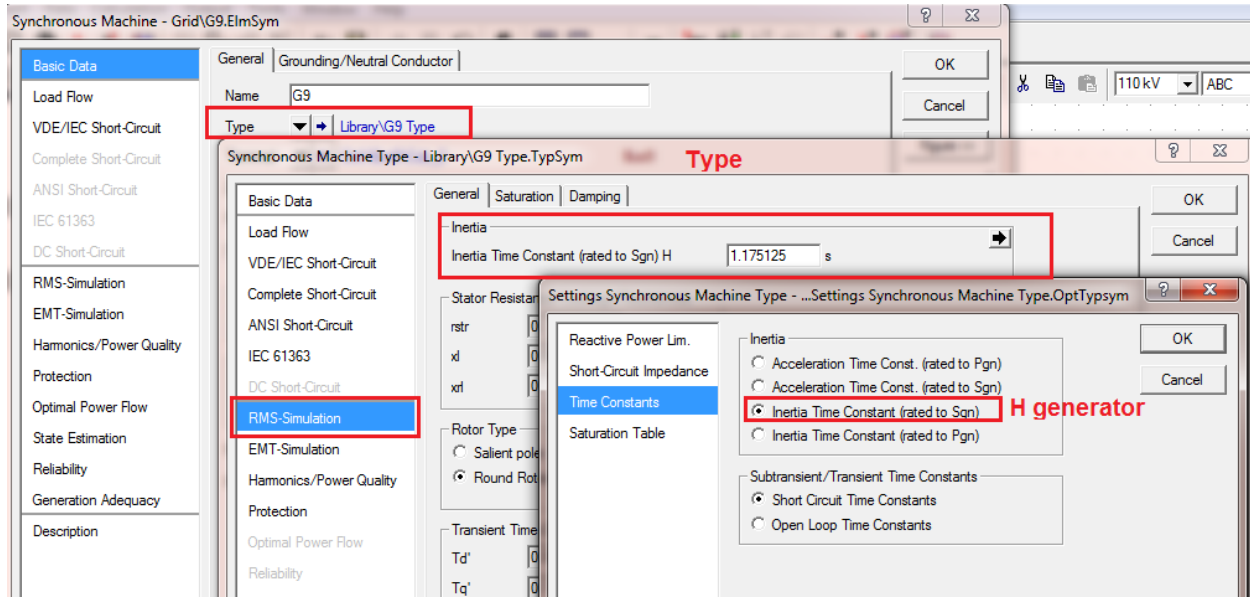 Synchronous Machine - Grid\G9.ElmSym
Basic Data
Load Flow
VDE/IEC Short-Circuit
Complete Short-Circuit
ANSI Short-Circuit
IEC 61363
DC Short-Circuit
RMS-Simulation
EMT-Simulation
Harmonics/Power Quality
Protection
Optimal Power Flow
State Estimation
Reliability
Generation Adequacy
Description
General Grounding/Neutral Conductor
Name G9
Type Library\G9 Type
OK
Cancel
110 kV ABC
Synchronous Machine Type - Library\G9 Type.TypSym
Type
Basic Data
Load Flow
VDE/IEC Short-Circuit
Complete Short-Circuit
ANSI Short-Circuit
IEC 61363
DC Short-Circuit
RMS-Simulation
EMT-Simulation
Harmonics/Power Quality
Protection
Optimal Power Flow
Reliability
General Saturation Damping
Inertia
Inertia Time Constant (rated to Sgn) H 1.175125 s
OK
Cancel
rstr
xl
xrl
Rotor Type
Salient pole
Transient Time
Td'
Tq'
Settings Synchronous Machine Type - ...Settings Synchronous Machine Type.OptTypsym
Reactive Power Lim.
Short-Circuit Impedance
Time Constants
Saturation Table
Inertia
Acceleration Time Const. (rated to Pgn)
Acceleration Time Const. (rated to Sgn)
Inertia Time Constant (rated to Sgn)
H generator
Inertia Time Constant (rated to Pgn)
Subtransient/Transient Time Constants
Short Circuit Time Constants
Open Loop Time Constants
OK
Cancel